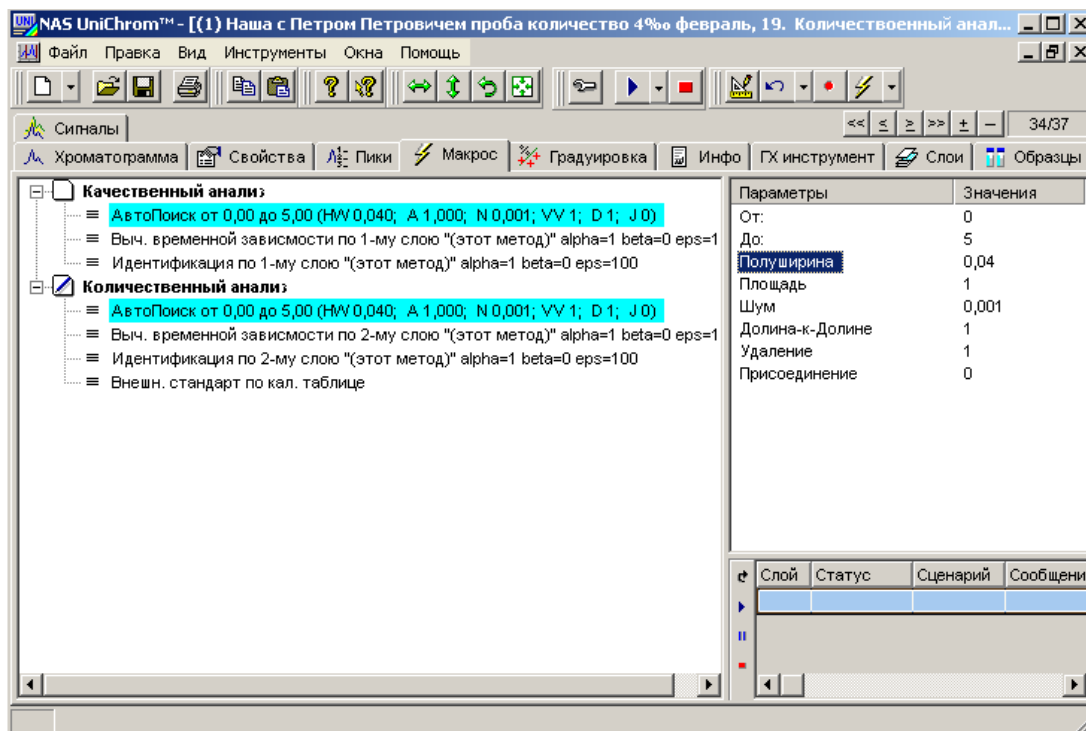 NAS UniChrom™ - [(1) Наша с Петром Петровичем проба количество 4‰ февраль, 19. Количествоенный анал...
Файл Правка Вид Инструменты Окна Помощь
Сигналы
<< ≤ ≥ >> ± − 34/37
Хроматограмма Свойства Пики Макрос Градуировка Инфо ГХ инструмент Слои Образцы
Качественный анализ
АвтоПоиск от 0,00 до 5,00 (HW 0,040; A 1,000; N 0,001; VV 1; D 1; J 0)
Выч. временной зависмости по 1-му слою "(этот метод)" alpha=1 beta=0 eps=1
Идентификация по 1-му слою "(этот метод)" alpha=1 beta=0 eps=100
Количественный анализ
АвтоПоиск от 0,00 до 5,00 (HW 0,040; A 1,000; N 0,001; VV 1; D 1; J 0)
Выч. временной зависмости по 2-му слою "(этот метод)" alpha=1 beta=0 eps=1
Идентификация по 2-му слою "(этот метод)" alpha=1 beta=0 eps=100
Внешн. стандарт по кал. таблице
Параметры Значения
От: 0
До: 5
Полуширина 0,04
Площадь 1
Шум 0,001
Долина-к-Долине 1
Удаление 1
Присоединение 0
Слой Статус Сценарий Сообщени